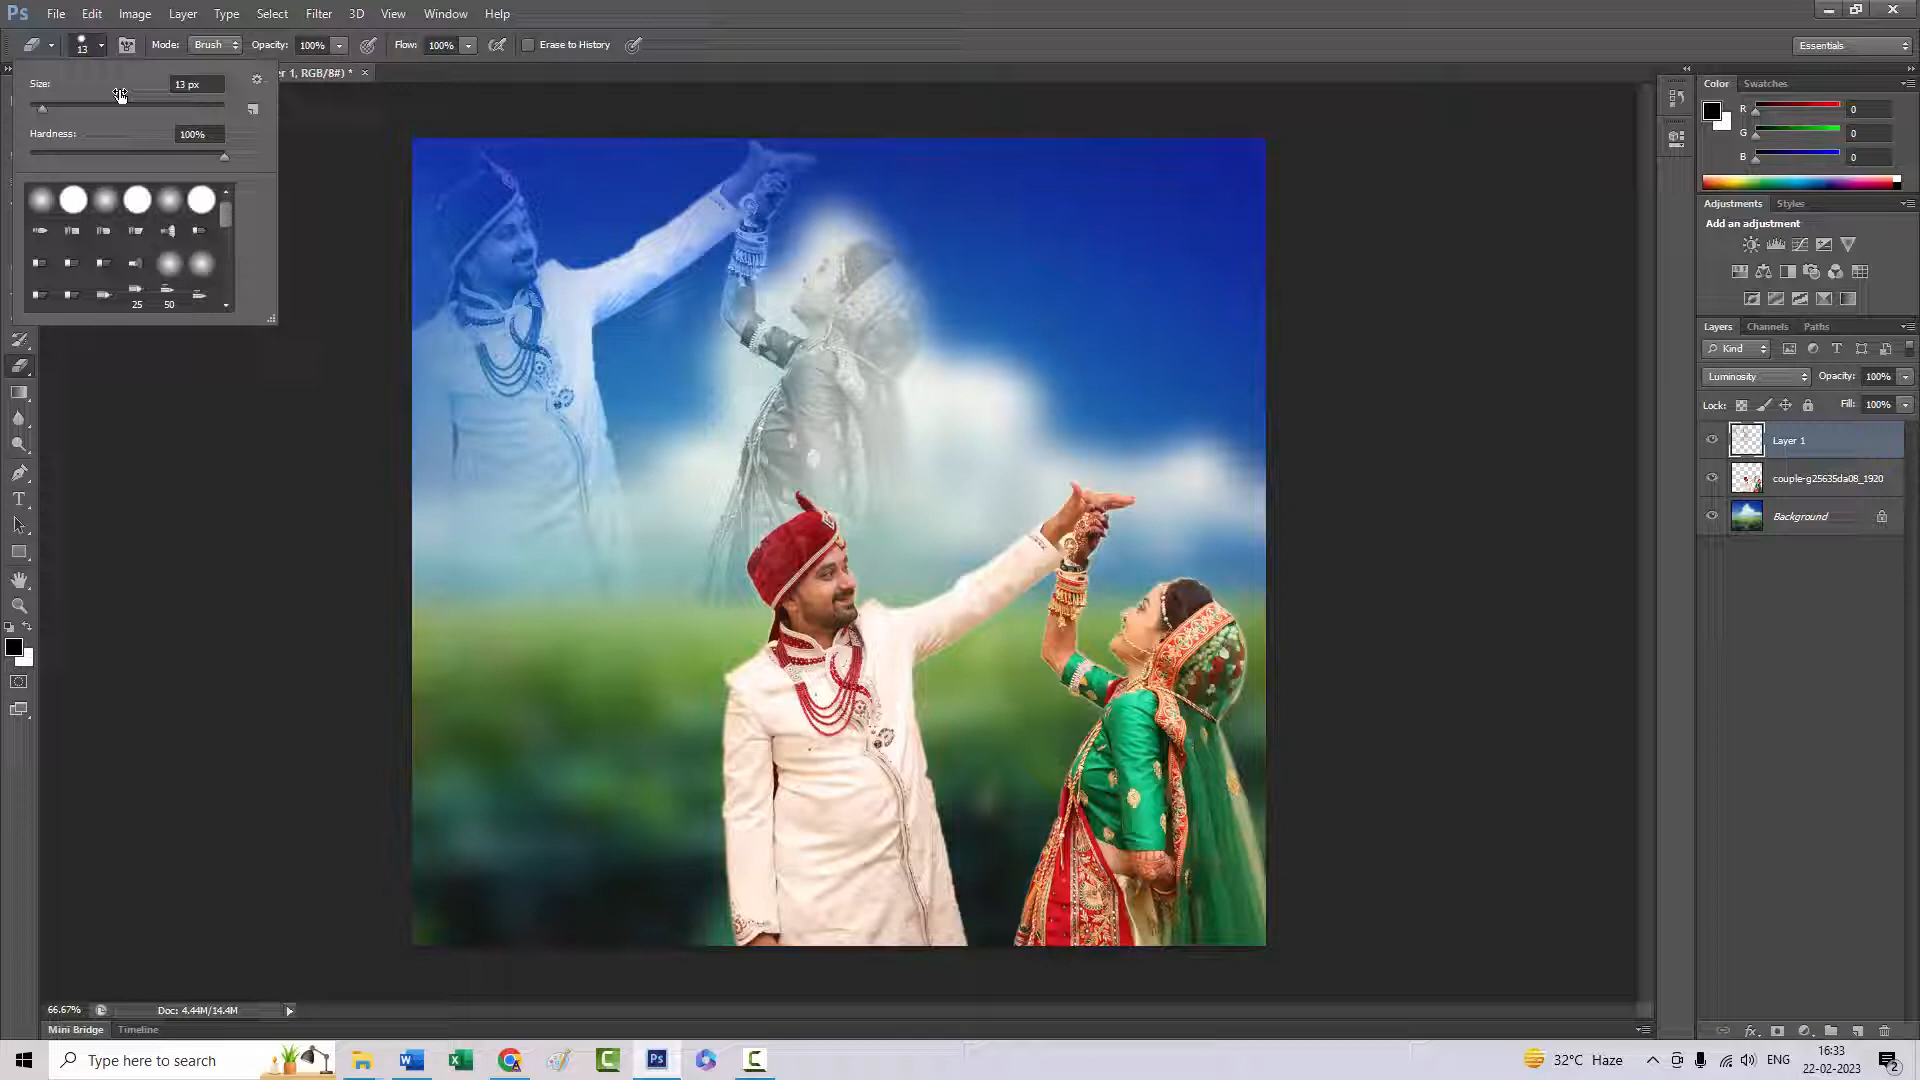 Ps File Edit Image Layer Type Select Filter 3D View Window Help
13 Mode: Brush Opacity: 100% Flow: 100% Erase to History Essentials
er 1, RGB/8#) * ×
Size: 13 px
Hardness: 100%
25 50
Color Swatches
R 0
G 0
B 0
Adjustments Styles
Add an adjustment
Layers Channels Paths
Kind
Luminosity Opacity: 100%
Lock: Fill: 100%
Layer 1
couple-g25635da08_1920
Background
66.67% Doc: 4.44M/14.4M
Mini Bridge Timeline
Type here to search
32°C Haze ENG 16:33
22-02-2023 2